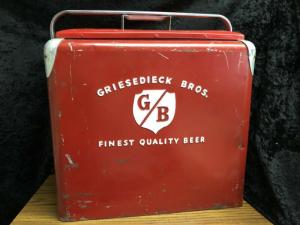 GRIESEDIECK BROS.
G/B
FINEST QUALITY BEER